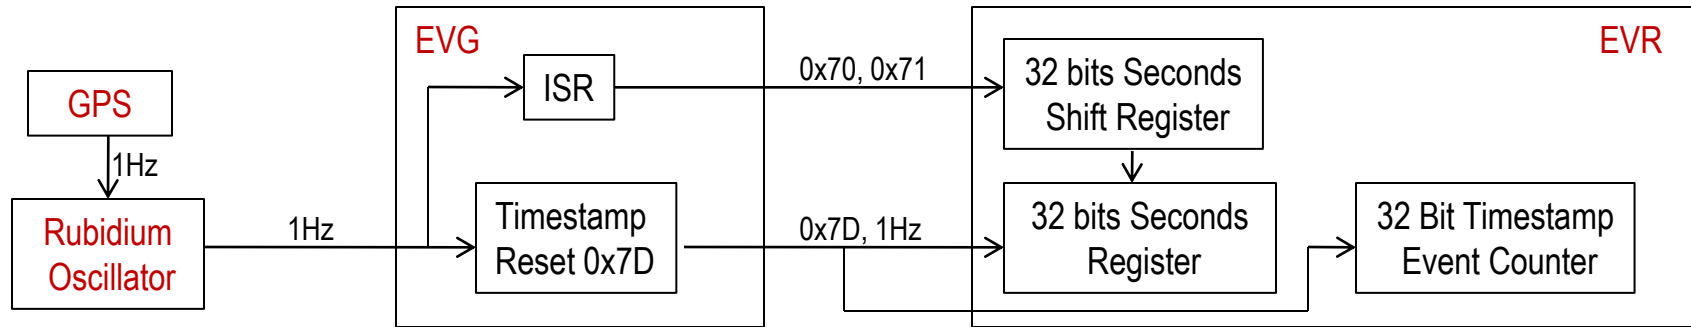 GPS
1Hz
Rubidium
Oscillator
1Hz
EVG
ISR
Timestamp
Reset 0x7D
0x70, 0x71
0x7D, 1Hz
EVR
32 bits Seconds
Shift Register
32 bits Seconds
Register
32 Bit Timestamp
Event Counter